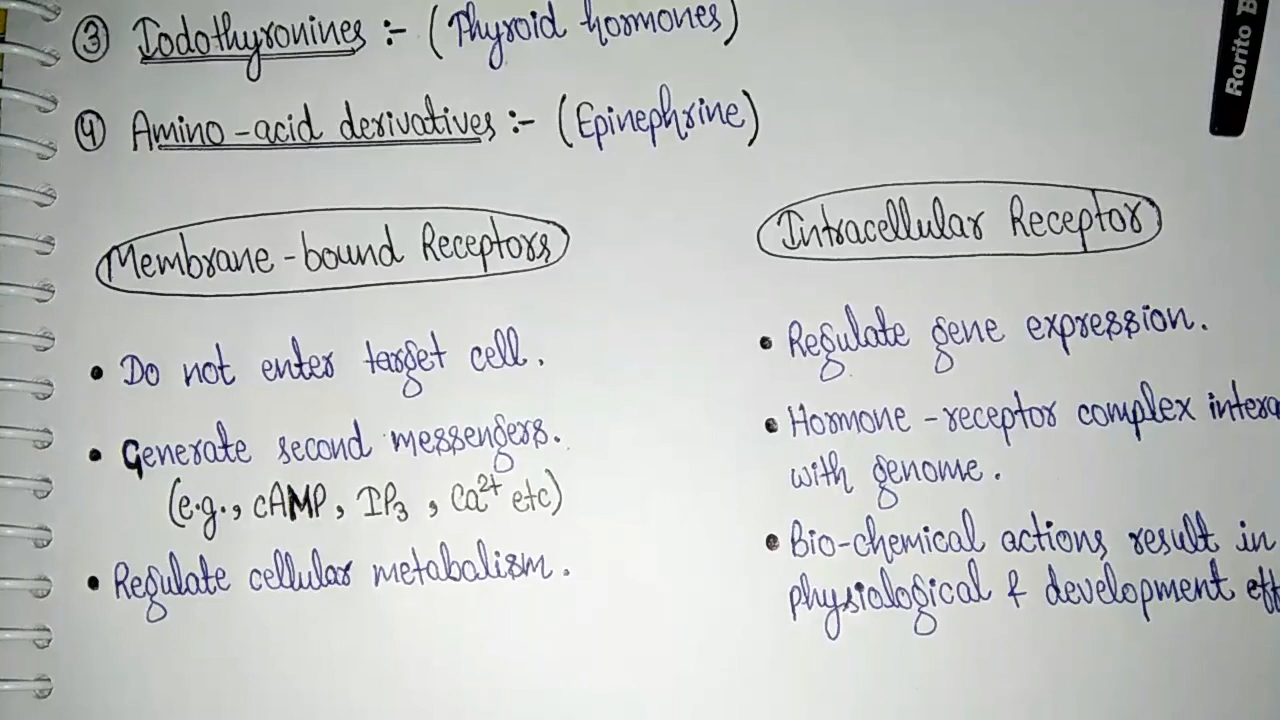 ③ Iodothyronines :- (Thyroid hormones)
④ Amino-acid derivatives :- (Epinephrine)
Membrane-bound Receptors
• Do not enter target cell.
• Generate second messengers.
(e.g., cAMP, IP₃, Ca²⁺ etc)
• Regulate cellular metabalism.
Intracellular Receptor
• Regulate gene expression.
• Hormone-receptor complex intera
with genome.
• Bio-chemical actions result in
physiological & development eff
Rorito B